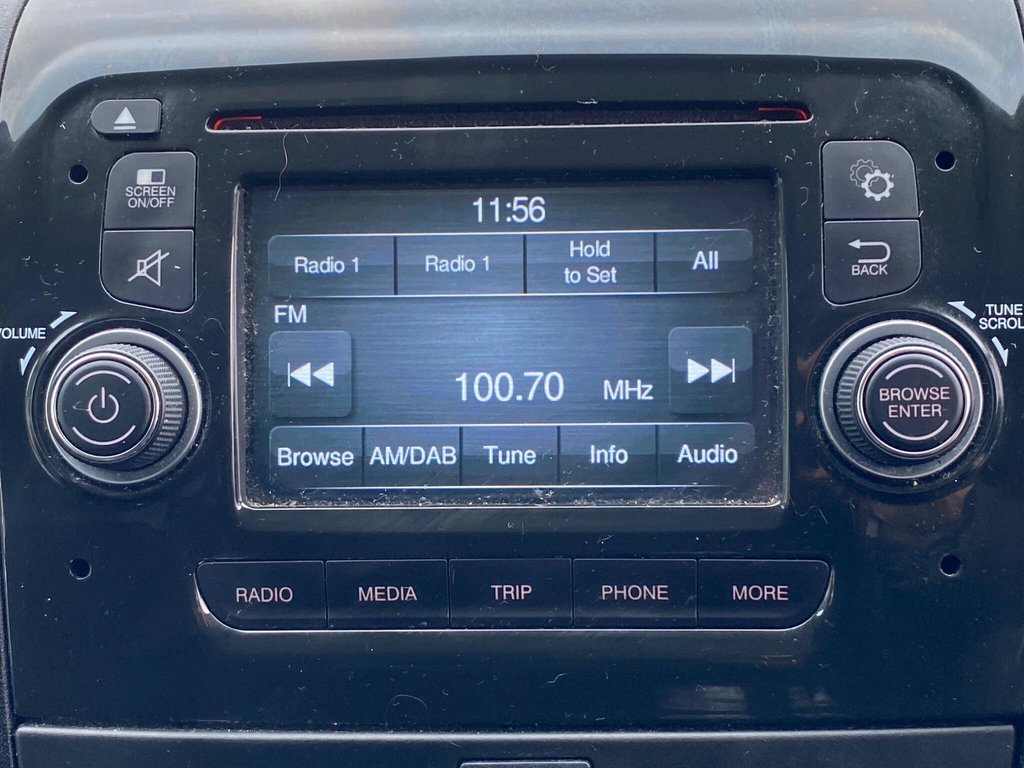 SCREEN
ON/OFF
11:56
Radio 1
Radio 1
Hold
to Set
All
BACK
VOLUME
TUNE
SCROLL
FM
100.70 MHz
BROWSE
ENTER
Browse
AM/DAB
Tune
Info
Audio
RADIO
MEDIA
TRIP
PHONE
MORE